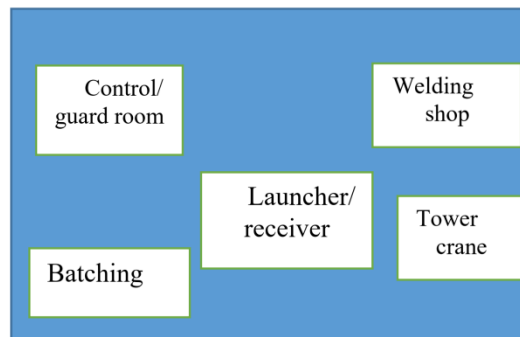 Control/
guard room
Welding
shop
Launcher/
receiver
Tower
crane
Batching